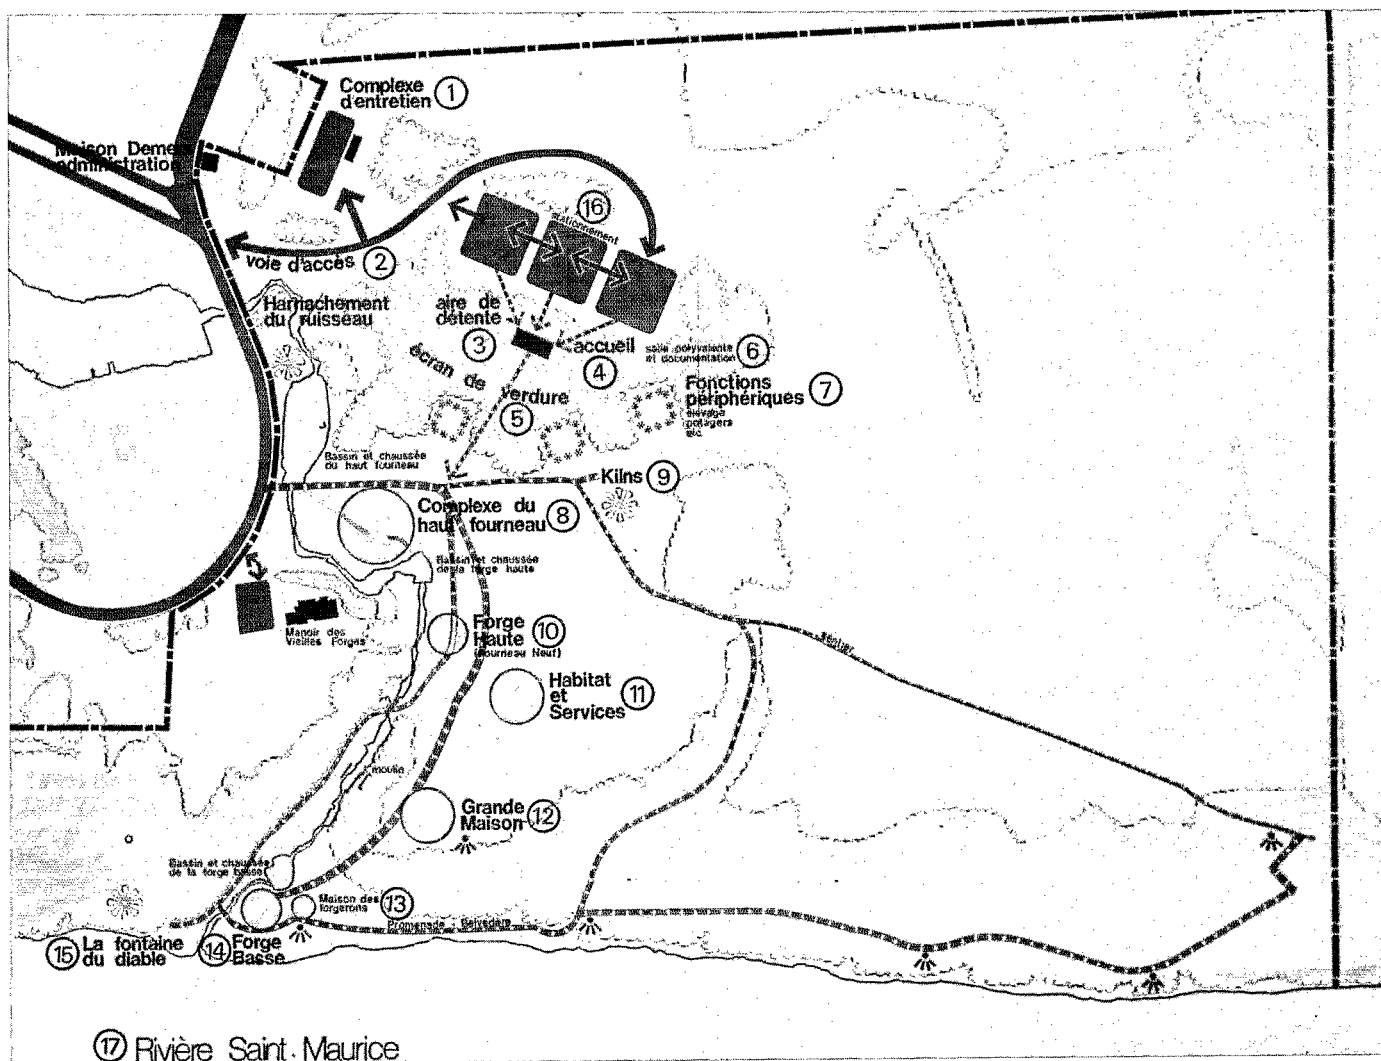 Complexe
d'entretien 1
Maison Demers
administration
16
stationnement
voie d'accès 2
Harnachement
du ruisseau
aire de
détente
3
accueil
4
salle polyvalente
et documentation 6
écran de verdure
5
Fonctions
périphériques 7
élevage
potagers
etc.
Bassin et chaussée
du haut fourneau
Kilns 9
Complexe du
haut fourneau 8
Bassin et chaussée
de la forge haute
Manoir des
Vieilles Forges
Forge
Haute 10
(Fourneau Neuf)
Sentier
Habitat
et
Services 11
moulin
Grande
Maison 12
Bassin et chaussée
de la forge basse
Maison des
forgerons 13
Promenade Belvédère
15 La fontaine
du diable
14 Forge
Basse
17 Rivière Saint. Maurice